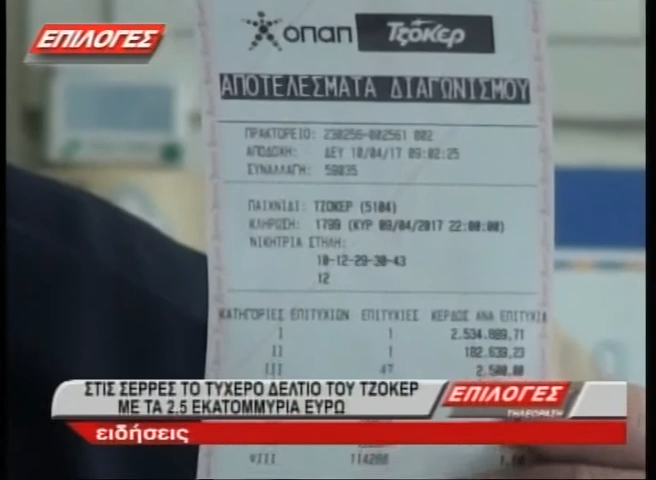 ΕΠΙΛΟΓΕΣ
οπαπ Τζόκερ
ΑΠΟΤΕΛΕΣΜΑΤΑ ΔΙΑΓΩΝΙΣΜΟΥ
ΠΡΑΚΤΟΡΕΙΟ: 230256-002561 002
ΑΠΟΔΟΧΗ: ΔΕΥ 10/04/17 09:02:25
ΣΥΝΑΛΛΑΓΗ: 59035
ΠΑΙΧΝΙΔΙ: ΤΖΟΚΕΡ (5104)
ΚΛΗΡΩΣΗ: 1799 (ΚΥΡ 09/04/2017 22:00:00)
ΝΙΚΗΤΡΙΑ ΣΤΗΛΗ:
10-12-29-30-43
12
ΚΑΤΗΓΟΡΙΕΣ ΕΠΙΤΥΧΙΩΝ ΕΠΙΤΥΧΙΕΣ ΚΕΡΔΟΣ ΑΝΑ ΕΠΙΤΥΧΙΑ
I 1 2.534.889,71
II 1 182.639,23
III 47 2.500,00
ΣΤΙΣ ΣΕΡΡΕΣ ΤΟ ΤΥΧΕΡΟ ΔΕΛΤΙΟ ΤΟΥ ΤΖΟΚΕΡ
ΜΕ ΤΑ 2.5 ΕΚΑΤΟΜΜΥΡΙΑ ΕΥΡΩ
ΕΠΙΛΟΓΕΣ
ΤΗΛΕΟΡΑΣΗ
ειδήσεις
VIII